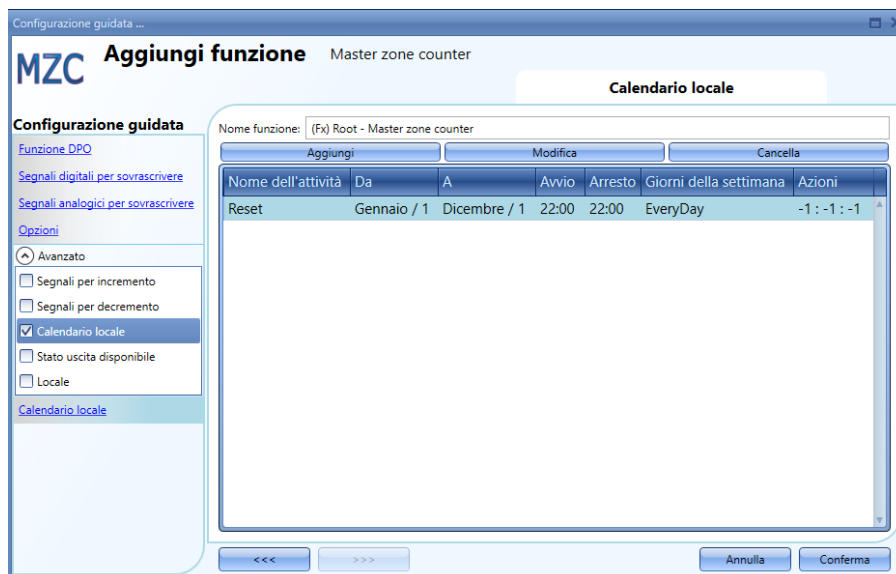 Configurazione guidata ...
MZC Aggiungi funzione Master zone counter
Calendario locale
Configurazione guidata
Funzione DPO
Segnali digitali per sovrascrivere
Segnali analogici per sovrascrivere
Opzioni
Avanzato
Segnali per incremento
Segnali per decremento
Calendario locale
Stato uscita disponibile
Locale
Calendario locale
Nome funzione: (Fx) Root - Master zone counter
Aggiungi Modifica Cancella
Nome dell'attività Da A Avvio Arresto Giorni della settimana Azioni
Reset Gennaio / 1 Dicembre / 1 22:00 22:00 EveryDay -1 : -1 : -1
<<< >>> Annulla Conferma